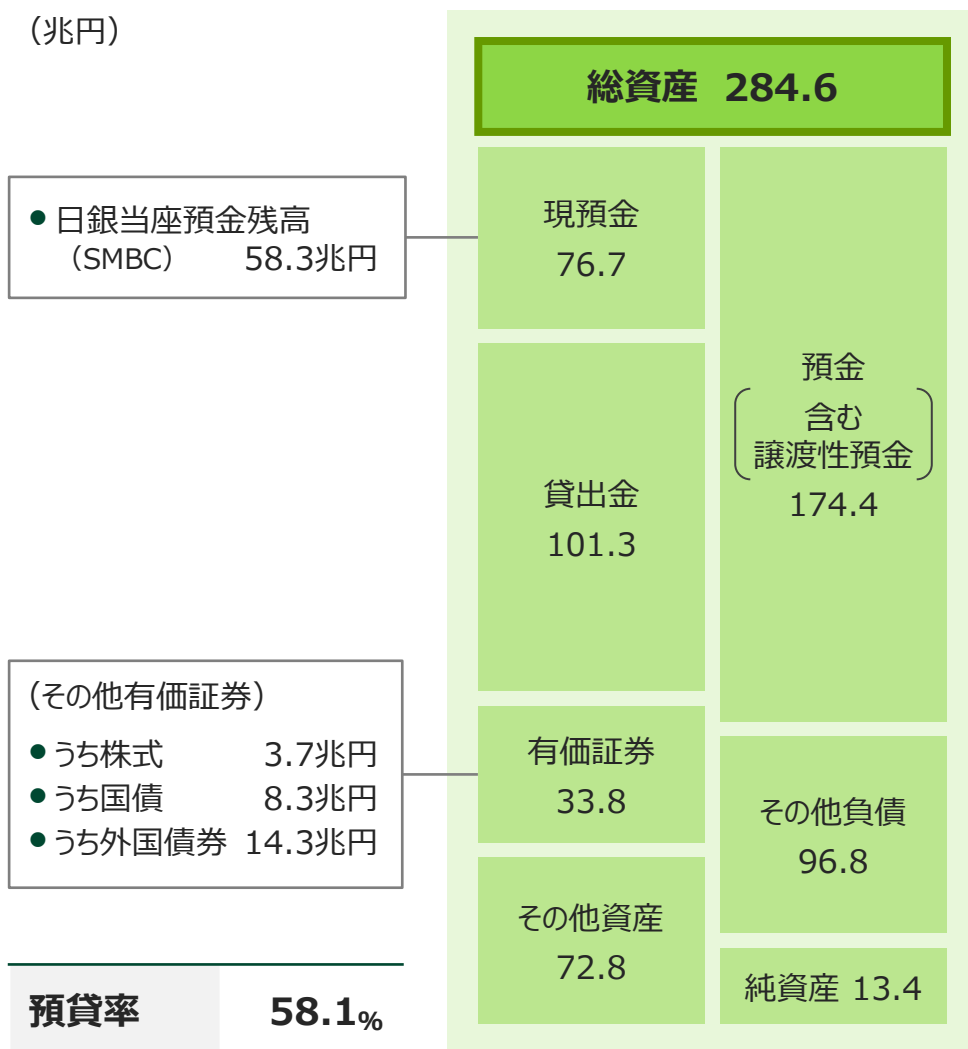 （兆円）
総資産 284.6
● 日銀当座預金残高
（SMBC） 58.3兆円
現預金
76.7
貸出金
101.3
預金
含む
譲渡性預金
174.4
（その他有価証券）
● うち株式 3.7兆円
● うち国債 8.3兆円
● うち外国債券 14.3兆円
有価証券
33.8
その他負債
96.8
その他資産
72.8
純資産 13.4
預貸率 58.1%